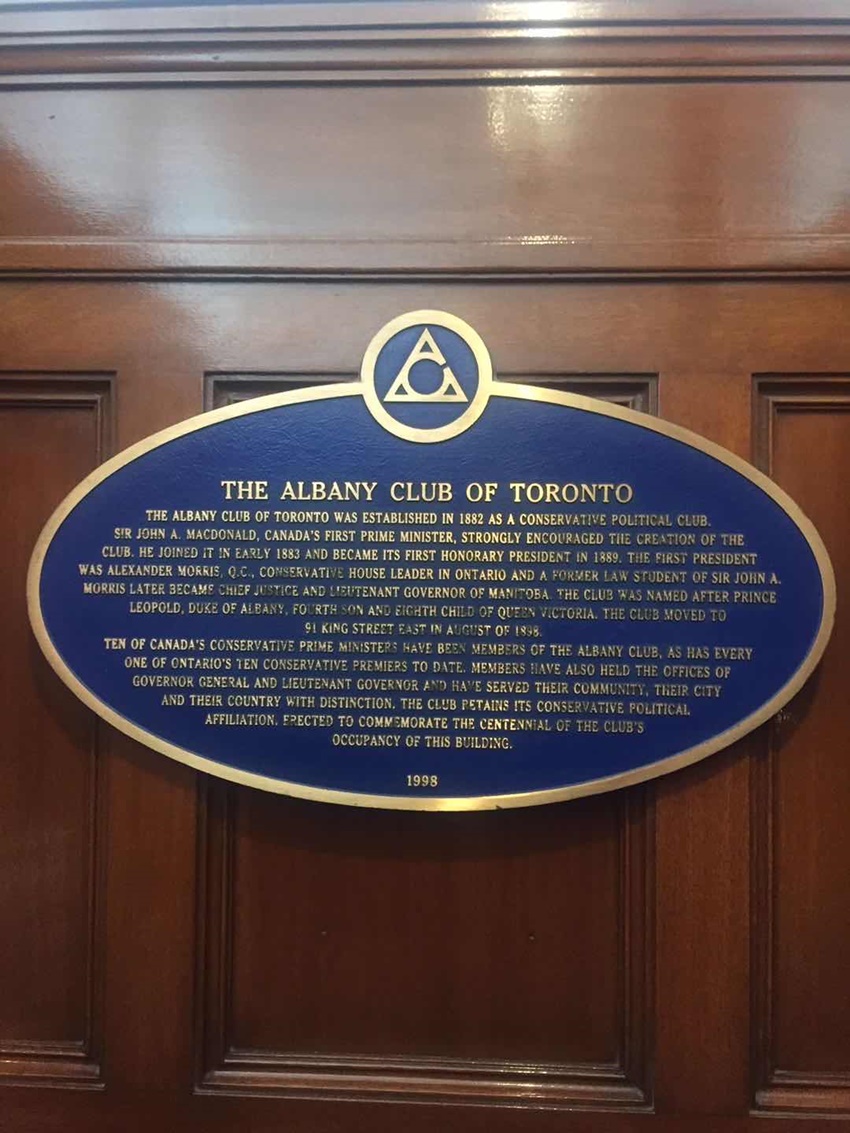 THE ALBANY CLUB OF TORONTO
THE ALBANY CLUB OF TORONTO WAS ESTABLISHED IN 1882 AS A CONSERVATIVE POLITICAL CLUB.
SIR JOHN A. MACDONALD, CANADA'S FIRST PRIME MINISTER, STRONGLY ENCOURAGED THE CREATION OF THE
CLUB. HE JOINED IT IN EARLY 1883 AND BECAME ITS FIRST HONORARY PRESIDENT IN 1889. THE FIRST PRESIDENT
WAS ALEXANDER MORRIS, Q.C., CONSERVATIVE HOUSE LEADER IN ONTARIO AND A FORMER LAW STUDENT OF SIR JOHN A.
MORRIS LATER BECAME CHIEF JUSTICE AND LIEUTENANT GOVERNOR OF MANITOBA. THE CLUB WAS NAMED AFTER PRINCE
LEOPOLD, DUKE OF ALBANY, FOURTH SON AND EIGHTH CHILD OF QUEEN VICTORIA. THE CLUB MOVED TO
91 KING STREET EAST IN AUGUST OF 1898.
TEN OF CANADA'S CONSERVATIVE PRIME MINISTERS HAVE BEEN MEMBERS OF THE ALBANY CLUB, AS HAS EVERY
ONE OF ONTARIO'S TEN CONSERVATIVE PREMIERS TO DATE. MEMBERS HAVE ALSO HELD THE OFFICES OF
GOVERNOR GENERAL AND LIEUTENANT GOVERNOR AND HAVE SERVED THEIR COMMUNITY, THEIR CITY
AND THEIR COUNTRY WITH DISTINCTION. THE CLUB RETAINS ITS CONSERVATIVE POLITICAL
AFFILIATION. ERECTED TO COMMEMORATE THE CENTENNIAL OF THE CLUB'S
OCCUPANCY OF THIS BUILDING.
1998